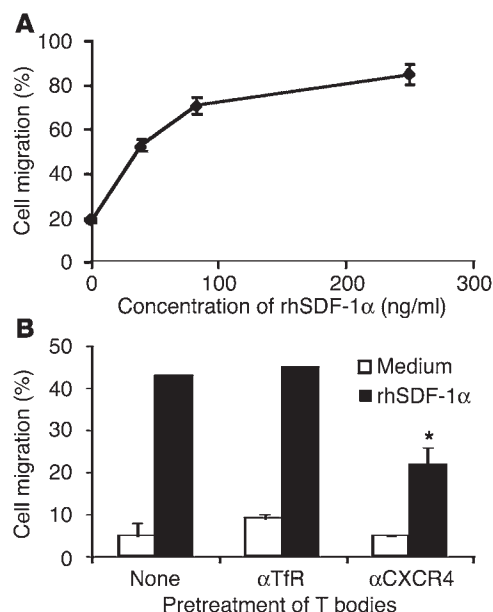 A
Cell migration (%)
100
80
60
40
20
0
0 100 200 300
Concentration of rhSDF-1α (ng/ml)
B
Cell migration (%)
50
40
30
20
10
0
Medium
rhSDF-1α
*
None αTfR αCXCR4
Pretreatment of T bodies